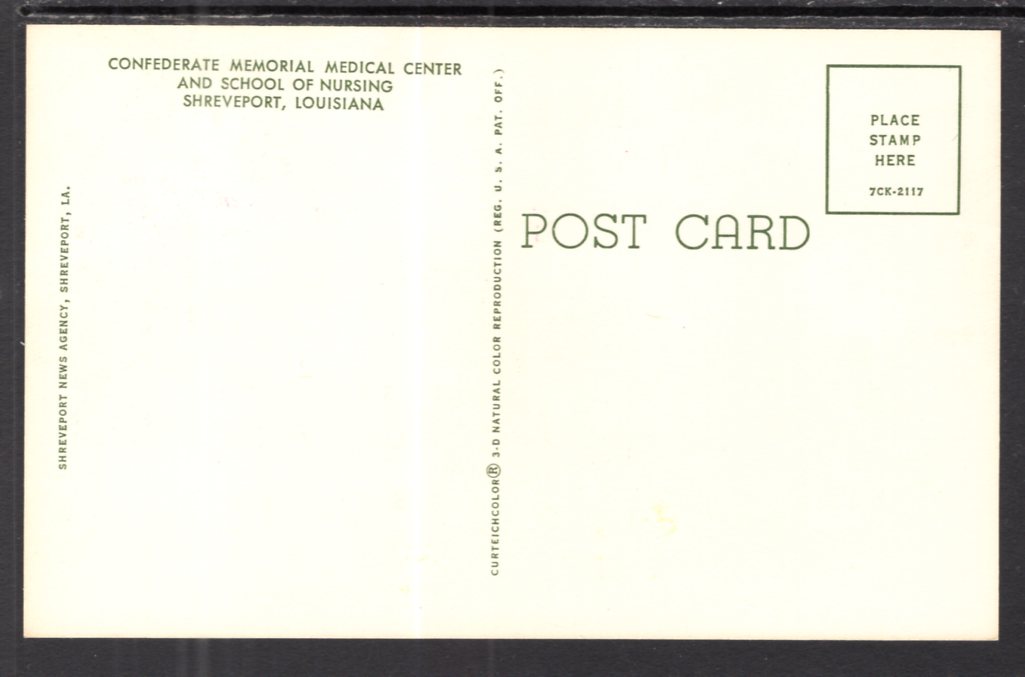 CONFEDERATE MEMORIAL MEDICAL CENTER
AND SCHOOL OF NURSING
SHREVEPORT, LOUISIANA
SHREVEPORT NEWS AGENCY, SHREVEPORT, LA.
CURTEICHCOLOR® 3-D NATURAL COLOR REPRODUCTION (REG. U. S. A. PAT. OFF.)
POST CARD
PLACE
STAMP
HERE
7CK-2117